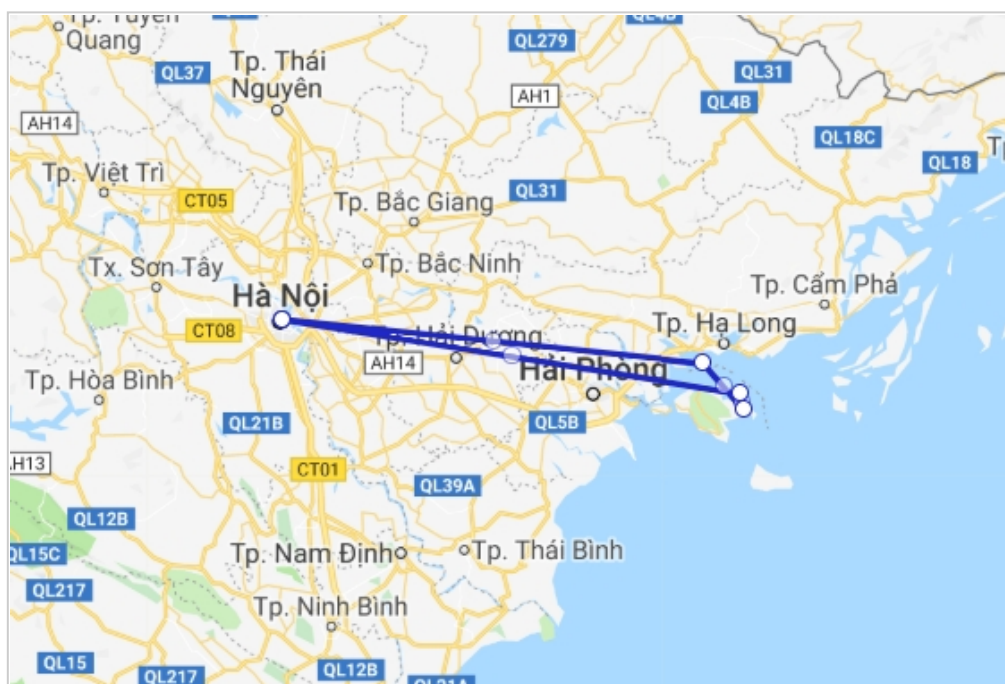 Tp. Tuyên
Quang
QL4B
QL279
QL31
QL37
Tp. Thái
Nguyên
AH1
QL4B
AH14
QL18C
QL18
Tp. Việt Trì
CT05
QL31
Tp. Bắc Giang
Tp. Bắc Ninh
Tx. Sơn Tây
Hà Nội
Tp. Cẩm Phả
CT08
Tp. Hạ Long
Tp. Hải Dương
AH14
Hải Phòng
Tp. Hòa Bình
QL21B
QL5B
AH13
CT01
QL39A
QL12B
QL15C
Tp. Nam Định
Tp. Thái Bình
QL217
Tp. Ninh Bình
QL15
QL217
QL12B
QL21A